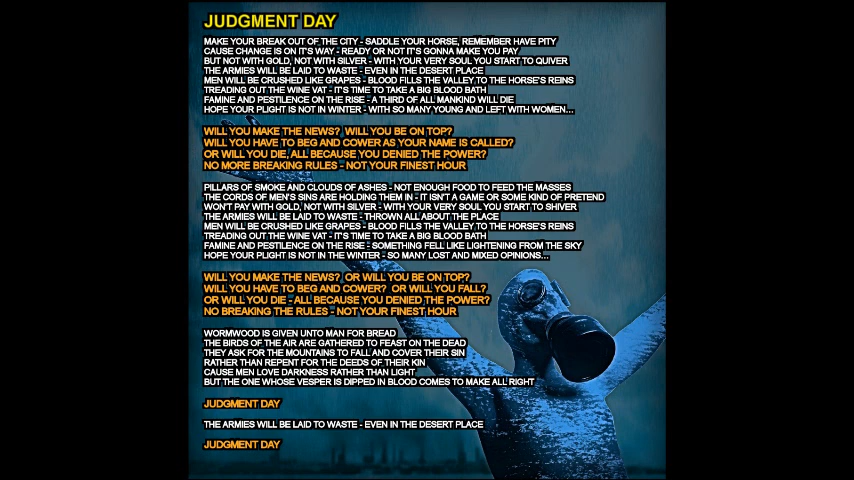 JUDGMENT DAY
MAKE YOUR BREAK OUT OF THE CITY - SADDLE YOUR HORSE, REMEMBER HAVE PITY
CAUSE CHANGE IS ON IT'S WAY - READY OR NOT IT'S GONNA MAKE YOU PAY
BUT NOT WITH GOLD, NOT WITH SILVER - WITH YOUR VERY SOUL YOU START TO QUIVER
THE ARMIES WILL BE LAID TO WASTE - EVEN IN THE DESERT PLACE
MEN WILL BE CRUSHED LIKE GRAPES - BLOOD FILLS THE VALLEY TO THE HORSE'S REINS
TREADING OUT THE WINE VAT - IT'S TIME TO TAKE A BIG BLOOD BATH
FAMINE AND PESTILENCE ON THE RISE - A THIRD OF ALL MANKIND WILL DIE
HOPE YOUR PLIGHT IS NOT IN WINTER - WITH SO MANY YOUNG AND LEFT WITH WOMEN...
WILL YOU MAKE THE NEWS? WILL YOU BE ON TOP?
WILL YOU HAVE TO BEG AND COWER AS YOUR NAME IS CALLED?
OR WILL YOU DIE, ALL BECAUSE YOU DENIED THE POWER?
NO MORE BREAKING RULES - NOT YOUR FINEST HOUR
PILLARS OF SMOKE AND CLOUDS OF ASHES - NOT ENOUGH FOOD TO FEED THE MASSES
THE CORDS OF MEN'S SINS ARE HOLDING THEM IN - IT ISN'T A GAME OR SOME KIND OF PRETEND
WON'T PAY WITH GOLD, NOT WITH SILVER - WITH YOUR VERY SOUL YOU START TO SHIVER
THE ARMIES WILL BE LAID TO WASTE - THROWN ALL ABOUT THE PLACE
MEN WILL BE CRUSHED LIKE GRAPES - BLOOD FILLS THE VALLEY TO THE HORSE'S REINS
TREADING OUT THE WINE VAT - IT'S TIME TO TAKE A BIG BLOOD BATH
FAMINE AND PESTILENCE ON THE RISE - SOMETHING FELL LIKE LIGHTENING FROM THE SKY
HOPE YOUR PLIGHT IS NOT IN THE WINTER - SO MANY LOST AND MIXED OPINIONS...
WILL YOU MAKE THE NEWS? OR WILL YOU BE ON TOP?
WILL YOU HAVE TO BEG AND COWER? OR WILL YOU FALL?
OR WILL YOU DIE - ALL BECAUSE YOU DENIED THE POWER?
NO BREAKING THE RULES - NOT YOUR FINEST HOUR
WORMWOOD IS GIVEN UNTO MAN FOR BREAD
THE BIRDS OF THE AIR ARE GATHERED TO FEAST ON THE DEAD
THEY ASK FOR THE MOUNTAINS TO FALL AND COVER THEIR SIN
RATHER THAN REPENT FOR THE DEEDS OF THEIR KIN
CAUSE MEN LOVE DARKNESS RATHER THAN LIGHT
BUT THE ONE WHOSE VESPER IS DIPPED IN BLOOD COMES TO MAKE ALL RIGHT
JUDGMENT DAY
THE ARMIES WILL BE LAID TO WASTE - EVEN IN THE DESERT PLACE
JUDGMENT DAY